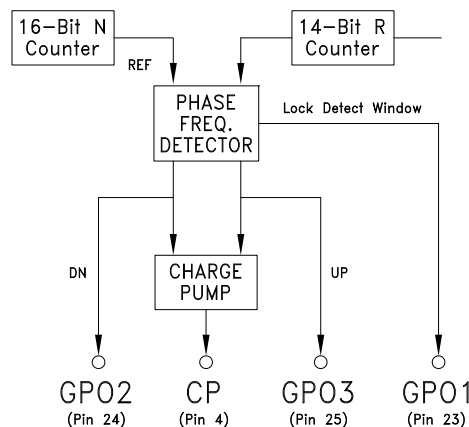 16-Bit N
Counter
14-Bit R
Counter
REF
PHASE
FREQ.
DETECTOR
Lock Detect Window
DN
CHARGE
PUMP
UP
GPO2
CP
GPO3
GPO1
(Pin 24)
(Pin 4)
(Pin 25)
(Pin 23)